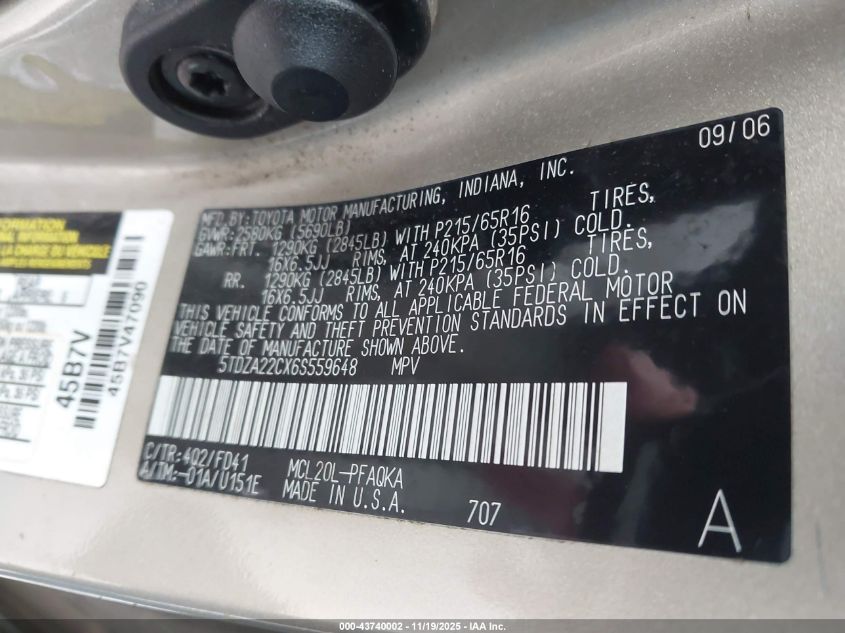 09/06
MFD. BY: TOYOTA MOTOR MANUFACTURING, INDIANA, INC.
GVWR: 2580KG (5690LB)
GAWR: FRT. 1290KG (2845LB) WITH P215/65R16 TIRES,
16X6.5JJ RIMS, AT 240KPA (35PSI) COLD.
RR. 1290KG (2845LB) WITH P215/65R16 TIRES,
16X6.5JJ RIMS, AT 240KPA (35PSI) COLD.
THIS VEHICLE CONFORMS TO ALL APPLICABLE FEDERAL MOTOR
VEHICLE SAFETY AND THEFT PREVENTION STANDARDS IN EFFECT ON
THE DATE OF MANUFACTURE SHOWN ABOVE.
5TDZA22CX6S559648 MPV
C/TR: 4Q2/FD41
A/TM: -01A/U151E
MCL20L-PFAQKA
MADE IN U.S.A.
707
A
45B7V
45B7V47090
000-43740002 - 11/19/2025 - IAA Inc.